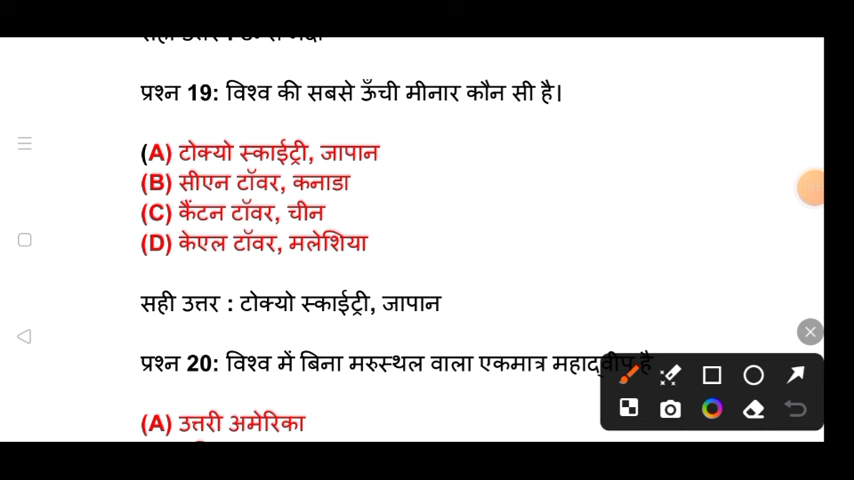 प्रश्न 19: विश्व की सबसे ऊँची मीनार कौन सी है।
(A) टोक्यो स्काईट्री, जापान
(B) सीएन टॉवर, कनाडा
(C) कैंटन टॉवर, चीन
(D) केएल टॉवर, मलेशिया
सही उत्तर : टोक्यो स्काईट्री, जापान
प्रश्न 20: विश्व में बिना मरुस्थल वाला एकमात्र महाद्वीप है
(A) उत्तरी अमेरिका